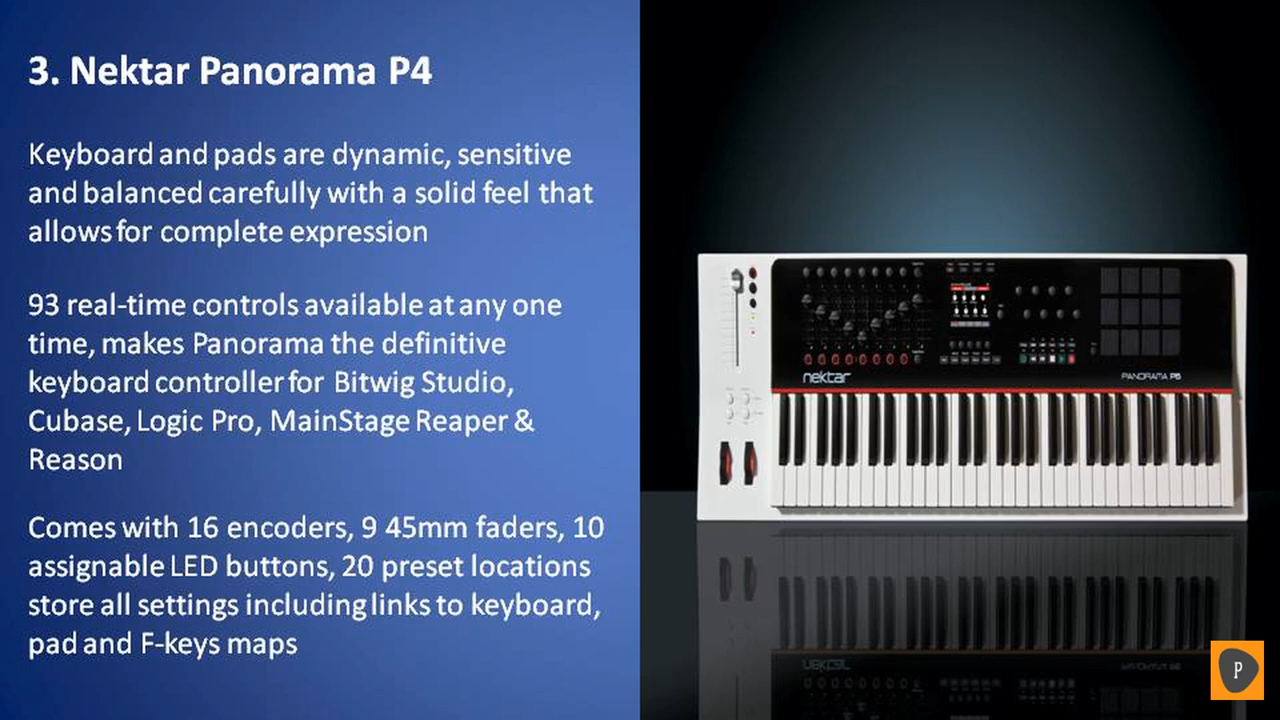 3. Nektar Panorama P4
Keyboard and pads are dynamic, sensitive
and balanced carefully with a solid feel that
allows for complete expression
93 real-time controls available at any one
time, makes Panorama the definitive
keyboard controller for Bitwig Studio,
Cubase, Logic Pro, MainStage Reaper &
Reason
Comes with 16 encoders, 9 45mm faders, 10
assignable LED buttons, 20 preset locations
store all settings including links to keyboard,
pad and F-keys maps
nektar
PANORAMA P6
P